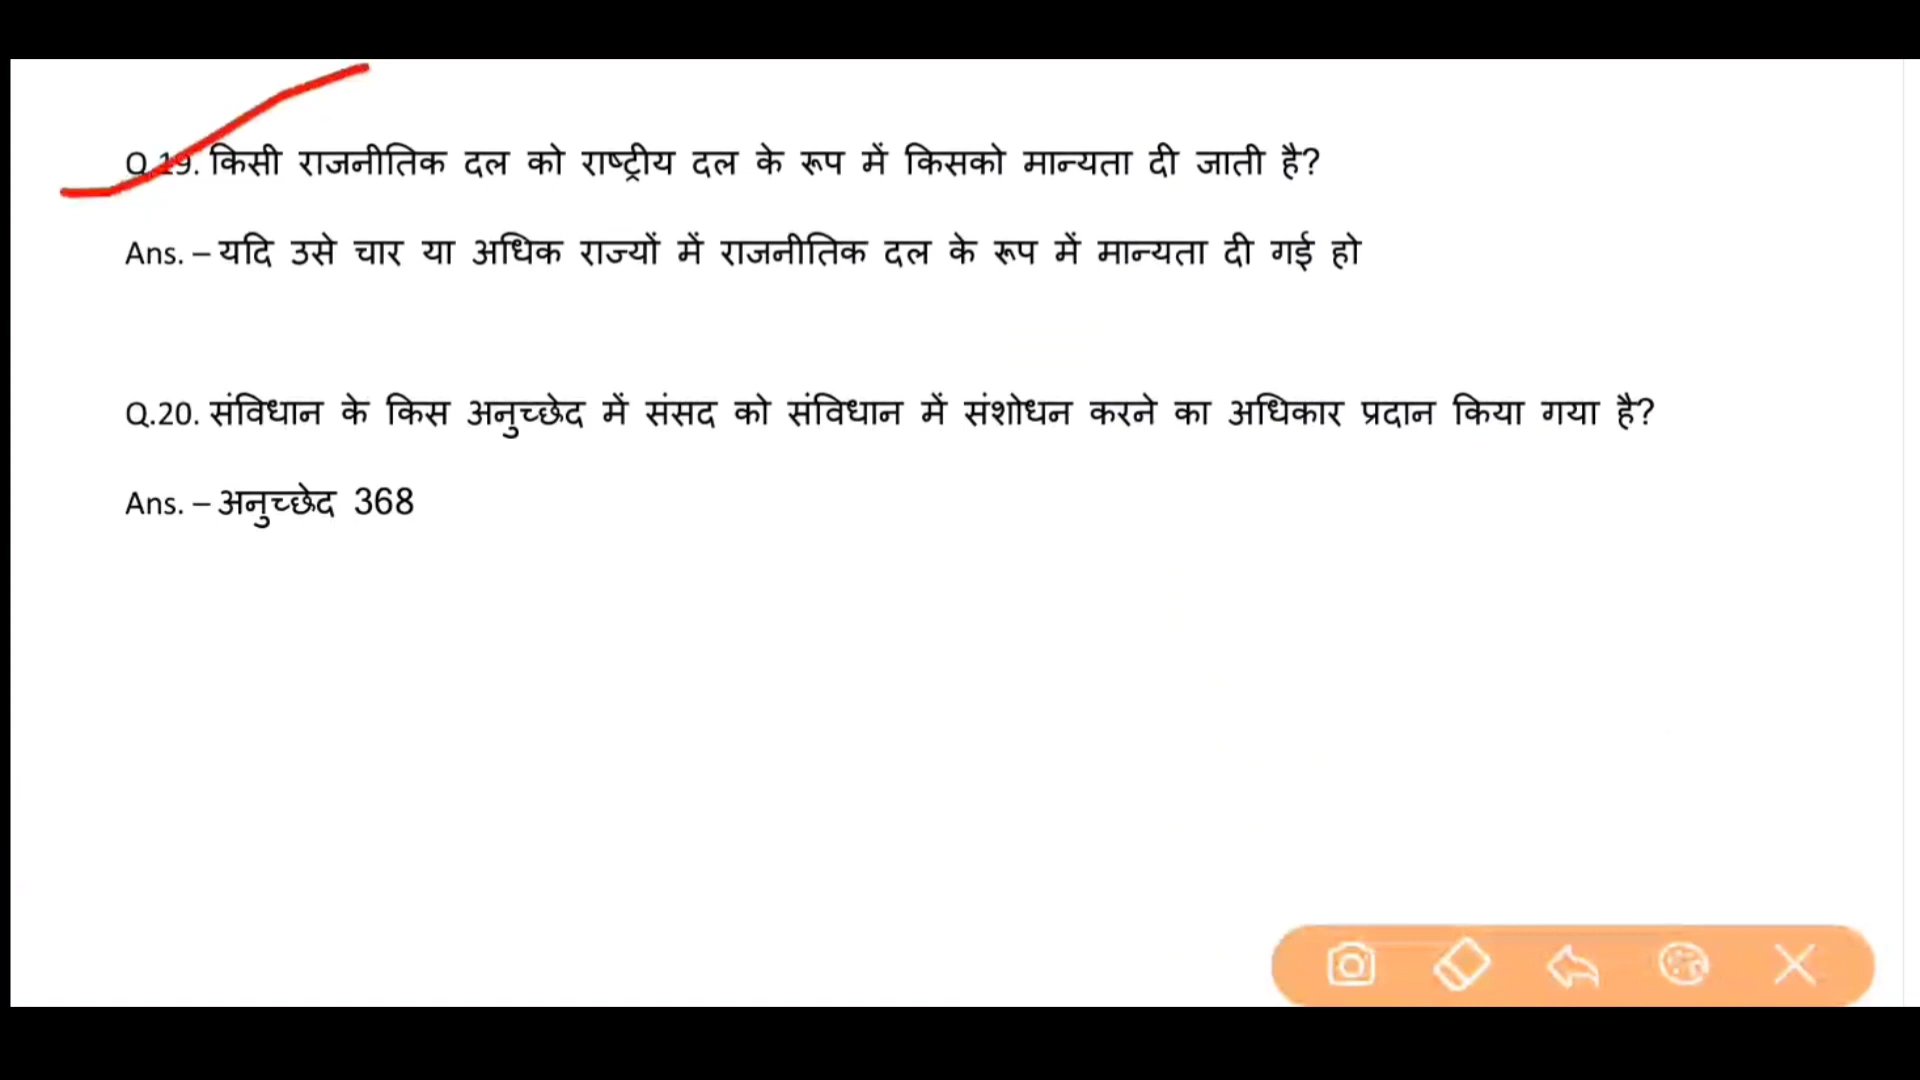 Q.19. किसी राजनीतिक दल को राष्ट्रीय दल के रूप में किसको मान्यता दी जाती है?
Ans. – यदि उसे चार या अधिक राज्यों में राजनीतिक दल के रूप में मान्यता दी गई हो
Q.20. संविधान के किस अनुच्छेद में संसद को संविधान में संशोधन करने का अधिकार प्रदान किया गया है?
Ans. – अनुच्छेद 368